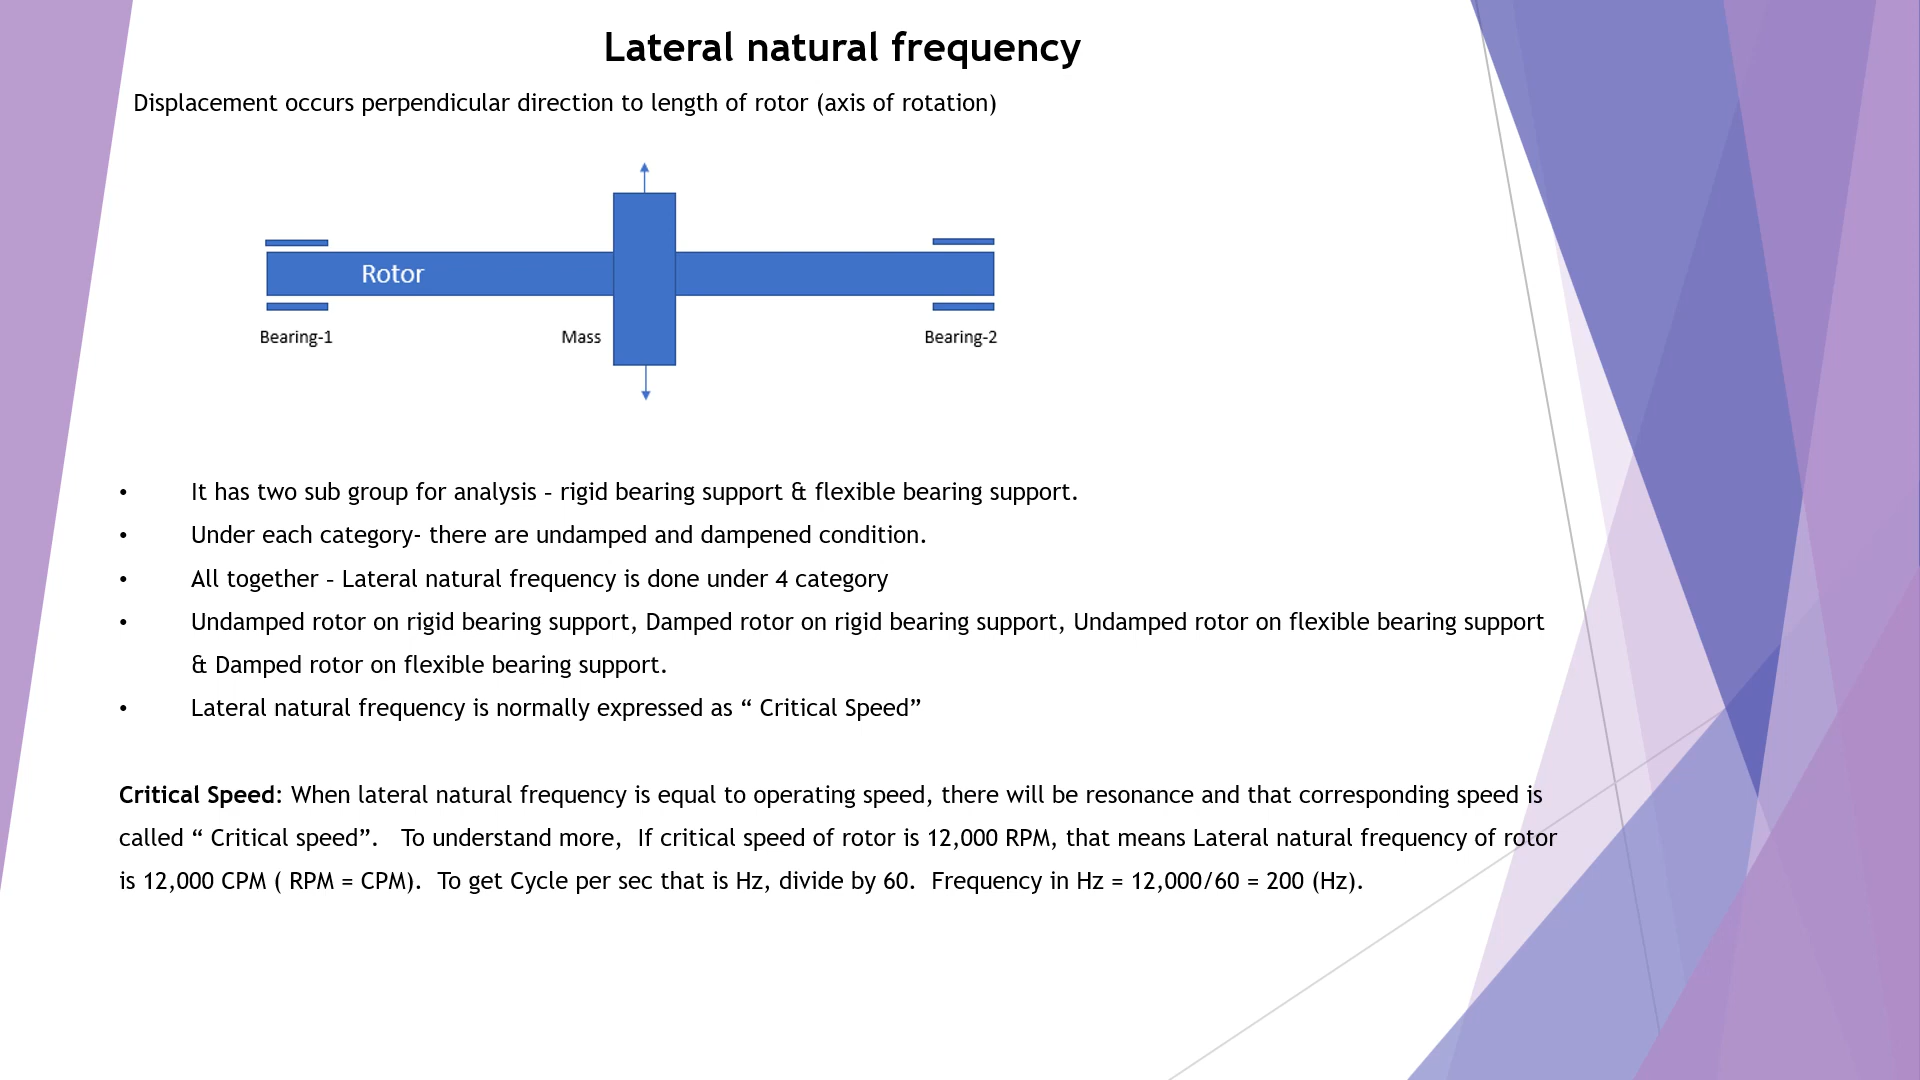 Lateral natural frequency
Displacement occurs perpendicular direction to length of rotor (axis of rotation)
Rotor
Bearing-1
Mass
Bearing-2
• It has two sub group for analysis – rigid bearing support & flexible bearing support.
• Under each category- there are undamped and dampened condition.
• All together – Lateral natural frequency is done under 4 category
• Undamped rotor on rigid bearing support, Damped rotor on rigid bearing support, Undamped rotor on flexible bearing support
& Damped rotor on flexible bearing support.
• Lateral natural frequency is normally expressed as “ Critical Speed”
Critical Speed: When lateral natural frequency is equal to operating speed, there will be resonance and that corresponding speed is
called “ Critical speed”. To understand more, If critical speed of rotor is 12,000 RPM, that means Lateral natural frequency of rotor
is 12,000 CPM ( RPM = CPM). To get Cycle per sec that is Hz, divide by 60. Frequency in Hz = 12,000/60 = 200 (Hz).